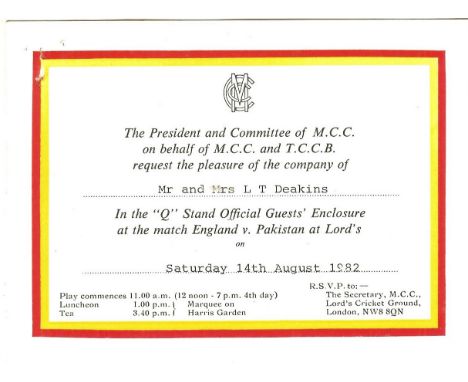 MCC
The President and Committee of M.C.C.
on behalf of M.C.C. and T.C.C.B.
request the pleasure of the company of
Mr and Mrs L T Deakins
In the "Q" Stand Official Guests' Enclosure
at the match England v. Pakistan at Lord's
on
Saturday 14th August 1982
Play commences 11.00 a.m. (12 noon - 7 p.m. 4th day)
Luncheon 1.00 p.m. } Marquee on
Tea 3.40 p.m. } Harris Garden
R.S.V.P. to:—
The Secretary, M.C.C.,
Lord's Cricket Ground,
London, NW8 8QN